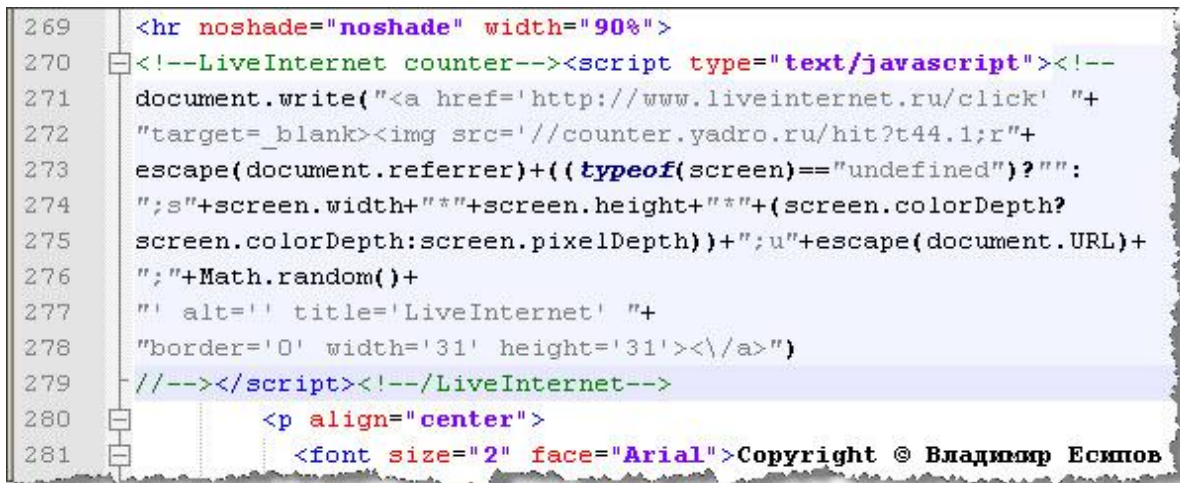 269 <hr noshade="noshade" width="90%">
270 <!--LiveInternet counter--><script type="text/javascript"><!--
271 document.write("<a href='http://www.liveinternet.ru/click' "+
272 "target=_blank><img src='//counter.yadro.ru/hit?t44.1;r"+
273 escape(document.referrer)+((typeof(screen)=="undefined")?"":
274 ";s"+screen.width+"*"+screen.height+"*"+(screen.colorDepth?
275 screen.colorDepth:screen.pixelDepth))+";u"+escape(document.URL)+
276 ";"+Math.random()+
277 "' alt='' title='LiveInternet' "+
278 "border='0' width='31' height='31'><\/a>")
279 //--></script><!--/LiveInternet-->
280 <p align="center">
281 <font size="2" face="Arial">Copyright © Владимир Есипов